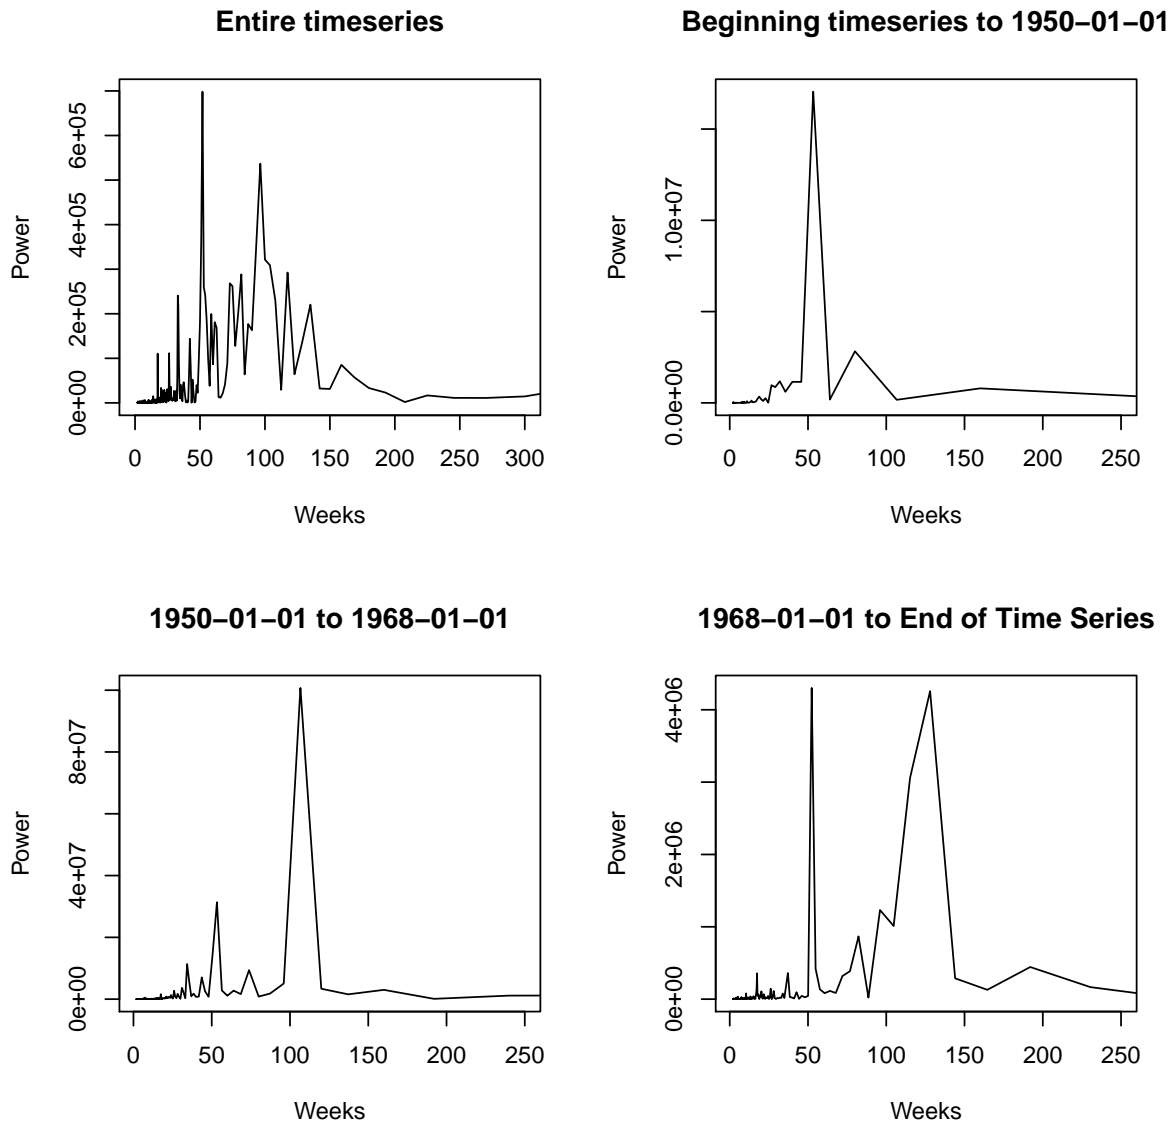 Entire timeseries
Power
6e+05
4e+05
2e+05
0e+00
0 50 100 150 200 250 300
Weeks
Beginning timeseries to 1950−01−01
Power
1.0e+07
0.0e+00
0 50 100 150 200 250
Weeks
1950−01−01 to 1968−01−01
Power
8e+07
4e+07
0e+00
0 50 100 150 200 250
Weeks
1968−01−01 to End of Time Series
Power
4e+06
2e+06
0e+00
0 50 100 150 200 250
Weeks